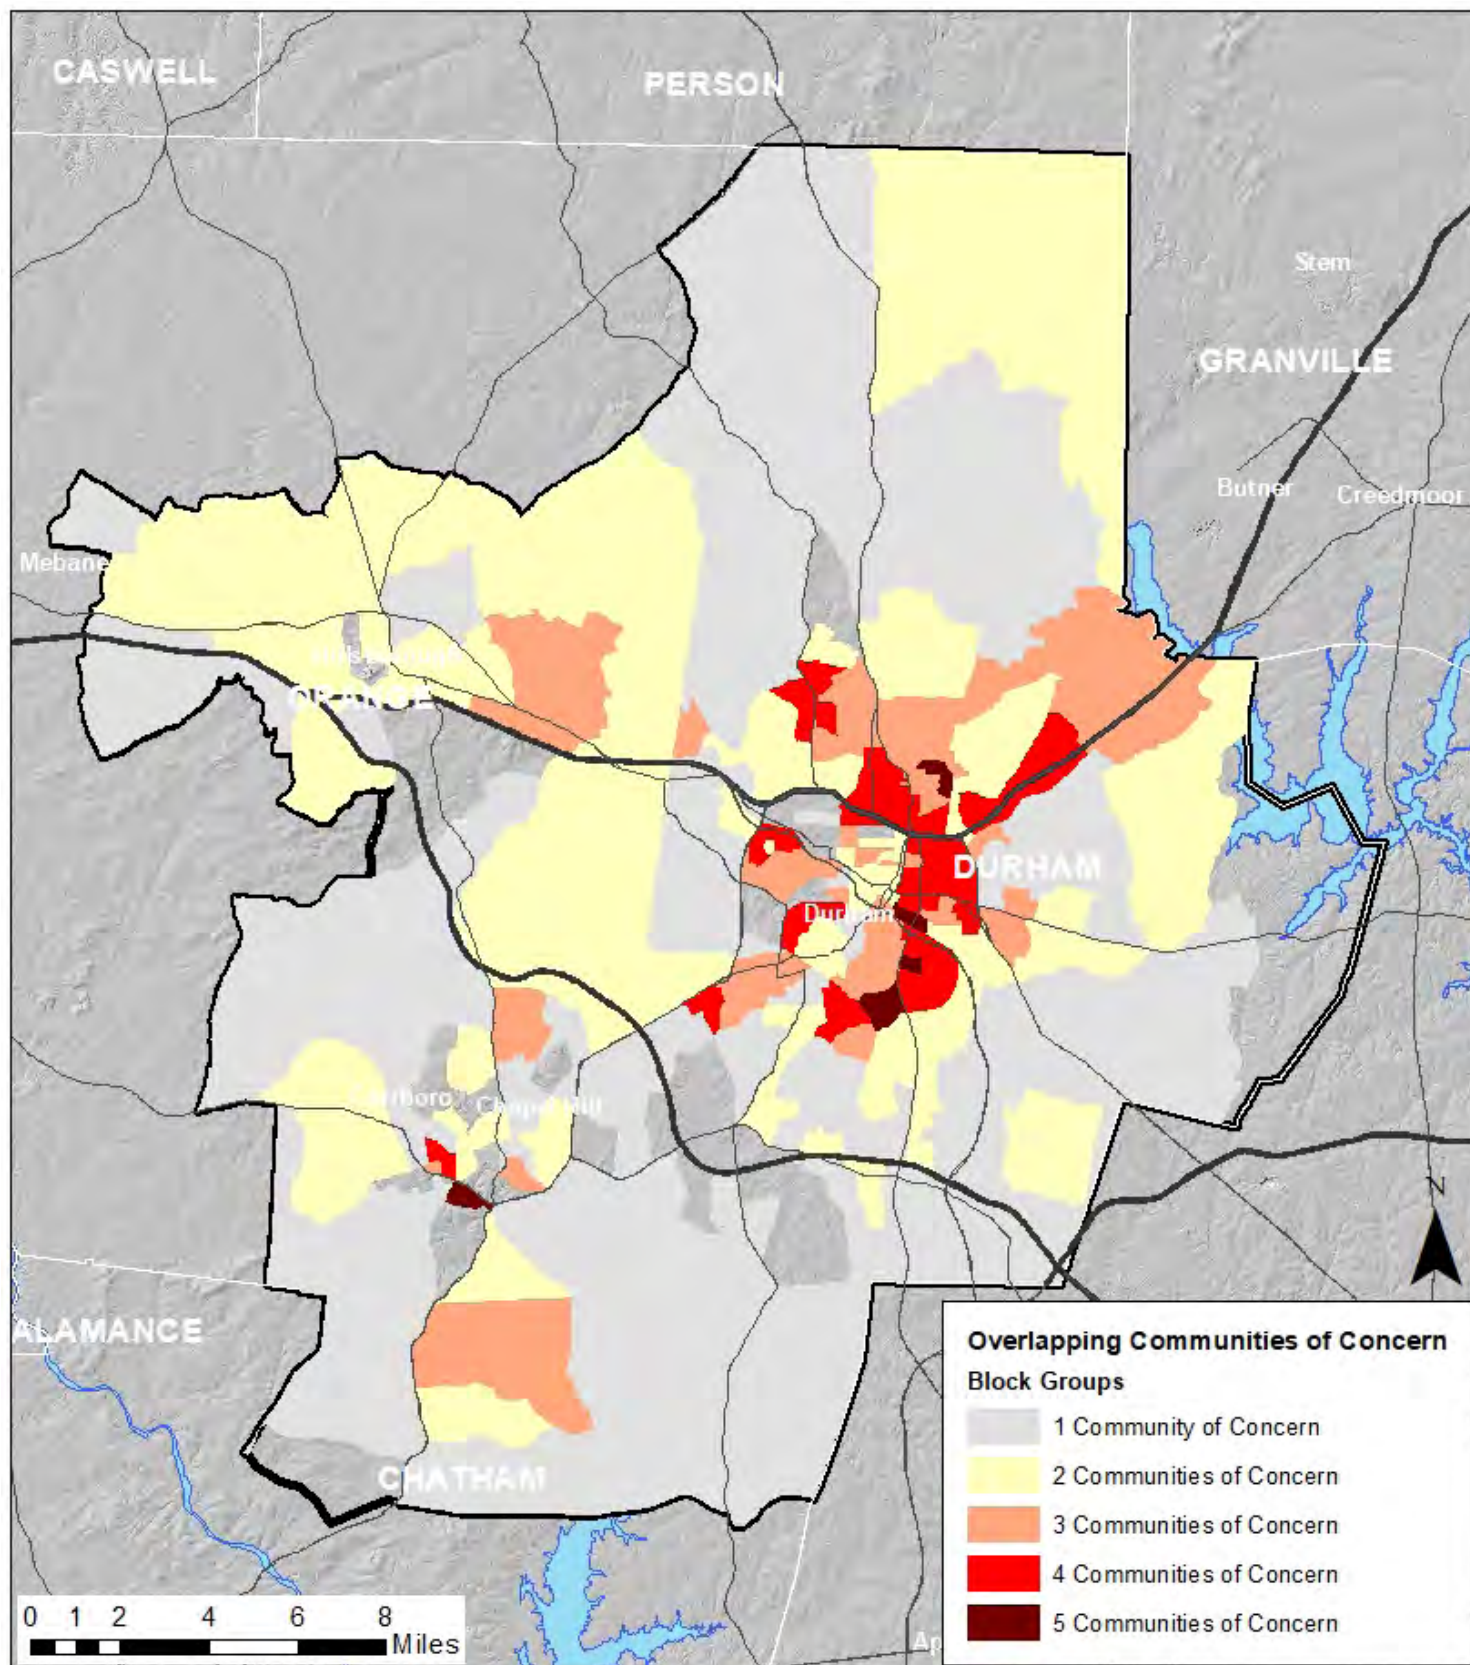 CASWELL
PERSON
Stem
GRANVILLE
Butner
Creedmoor
Mebane
Hillsborough
ORANGE
DURHAM
Durham
Carrboro
Chapel Hill
N
ALAMANCE
CHATHAM
Overlapping Communities of Concern
Block Groups
1 Community of Concern
2 Communities of Concern
3 Communities of Concern
4 Communities of Concern
5 Communities of Concern
0 1 2 4 6 8
Miles
Ap